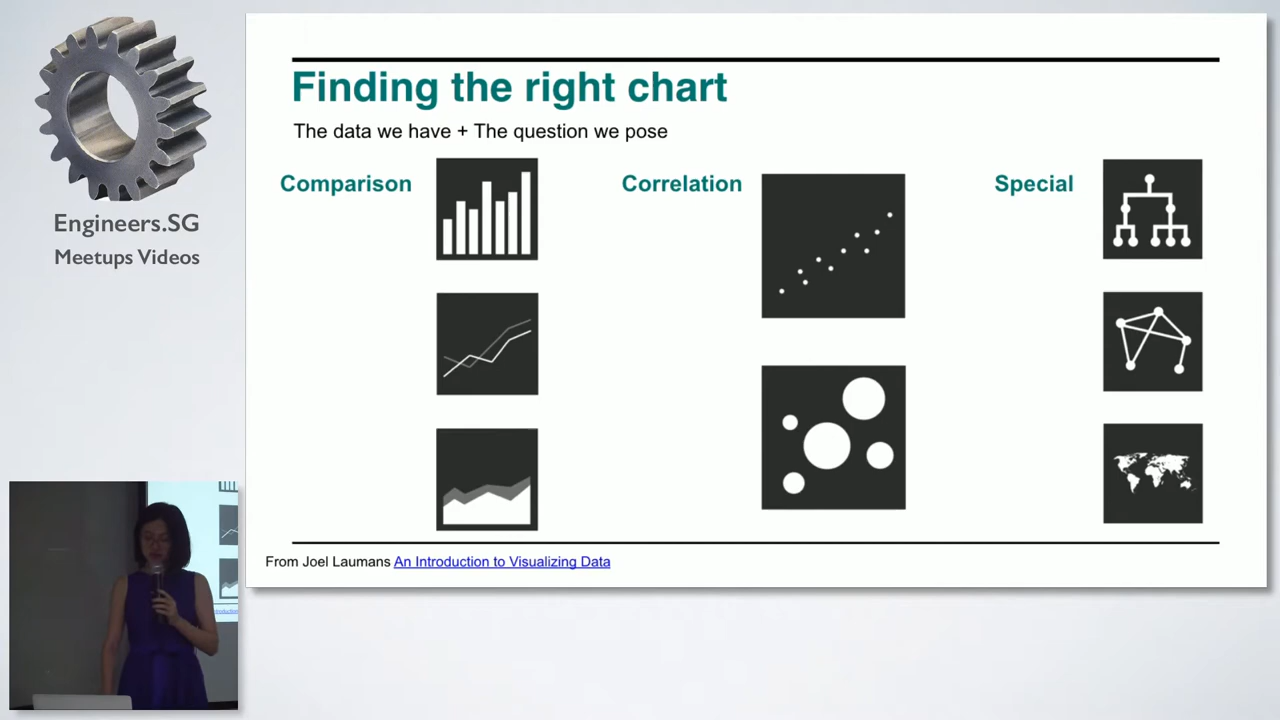 Engineers.SG
Meetups Videos
Finding the right chart
The data we have + The question we pose
Comparison
Correlation
Special
From Joel Laumans An Introduction to Visualizing Data